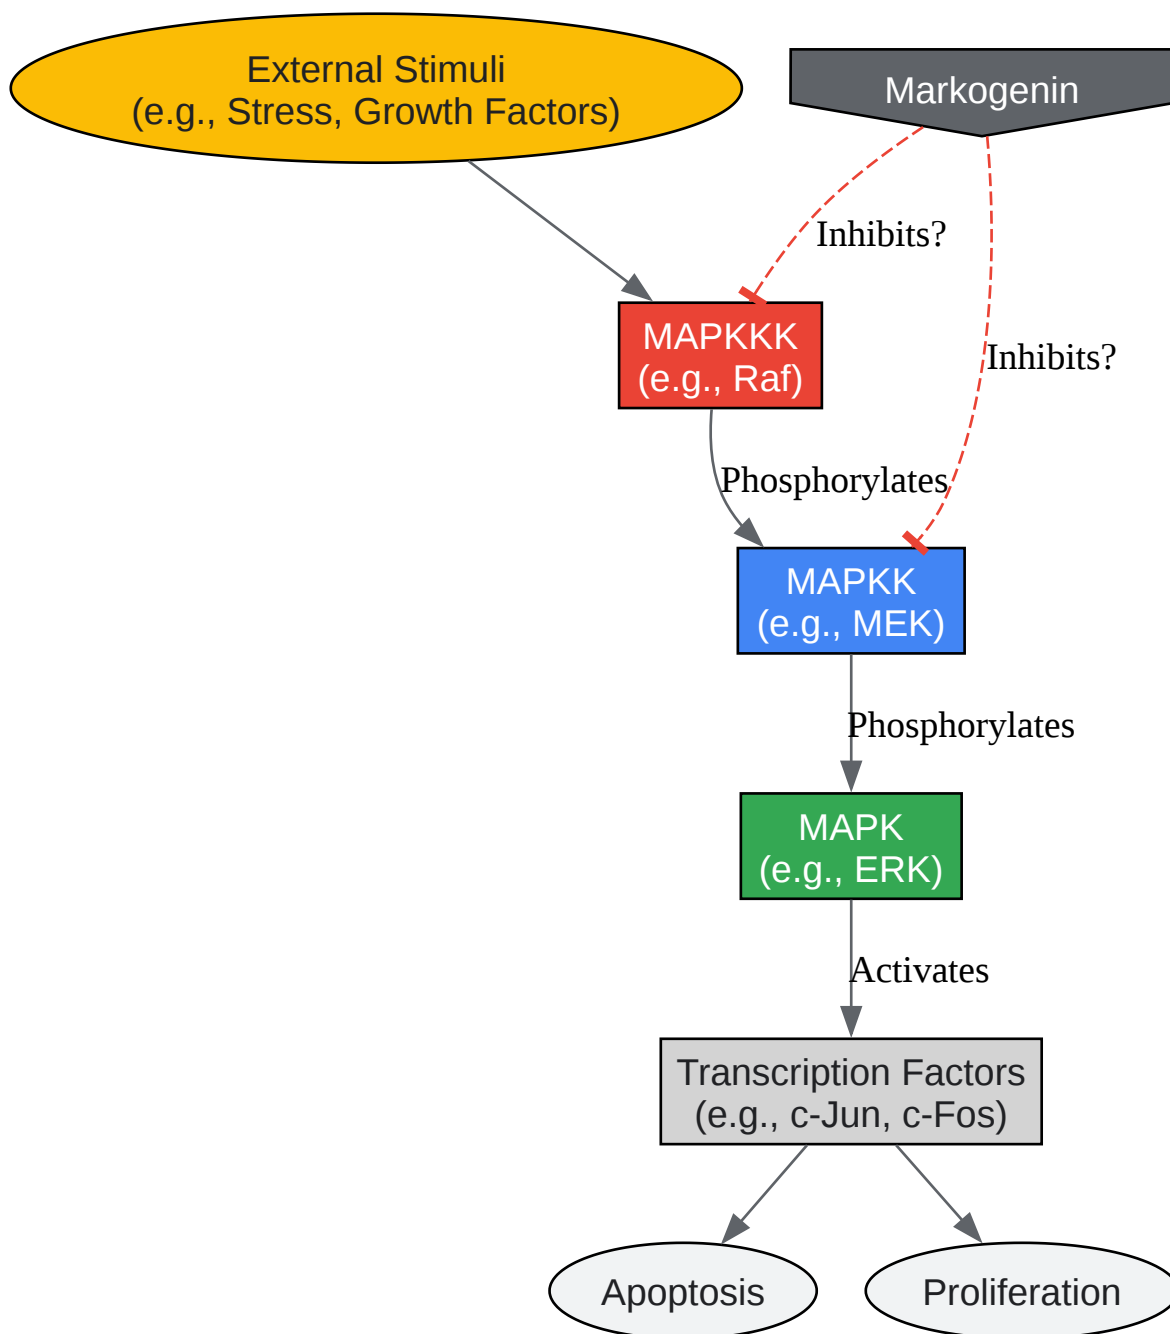 External Stimuli
(e.g., Stress, Growth Factors)
Markogenin
Inhibits?
MAPKKK
(e.g., Raf)
Inhibits?
Phosphorylates
MAPKK
(e.g., MEK)
Phosphorylates
MAPK
(e.g., ERK)
Activates
Transcription Factors
(e.g., c-Jun, c-Fos)
Apoptosis
Proliferation